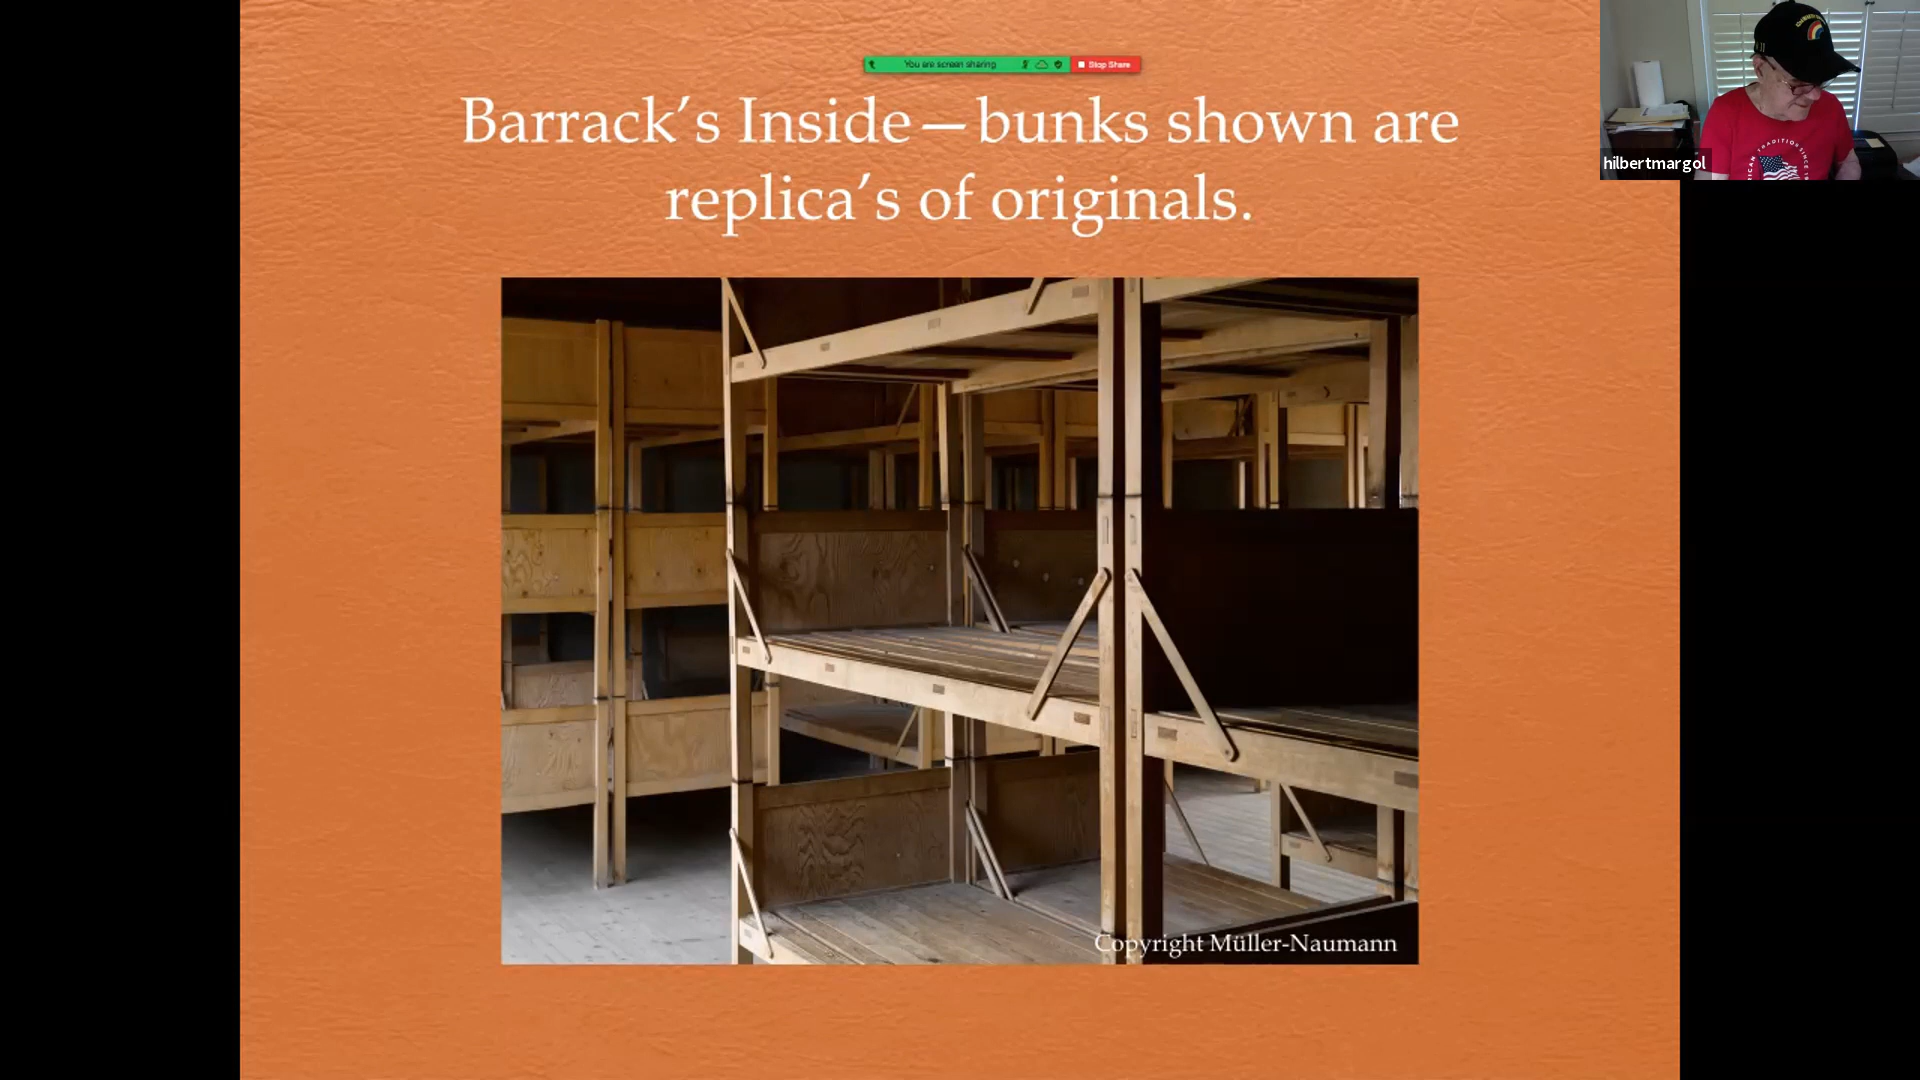 You are screen sharing
Stop Share
Barrack’s Inside—bunks shown are
replica’s of originals.
hilbertmargol
Copyright Müller-Naumann